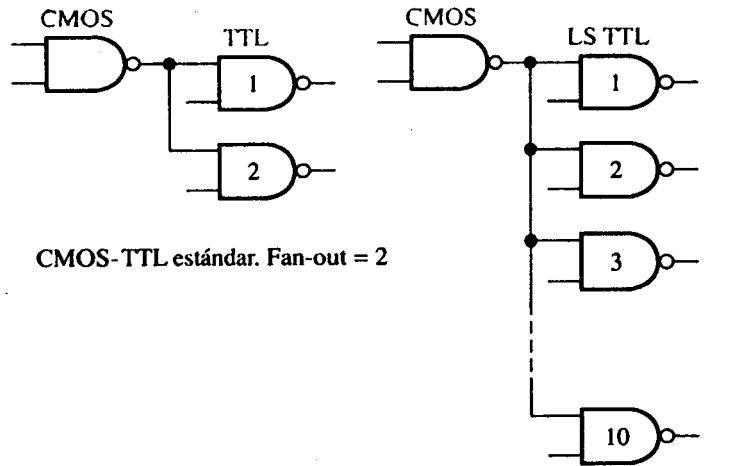 CMOS
TTL
1
2
CMOS-TTL estándar. Fan-out = 2
CMOS
LS TTL
1
2
3
10